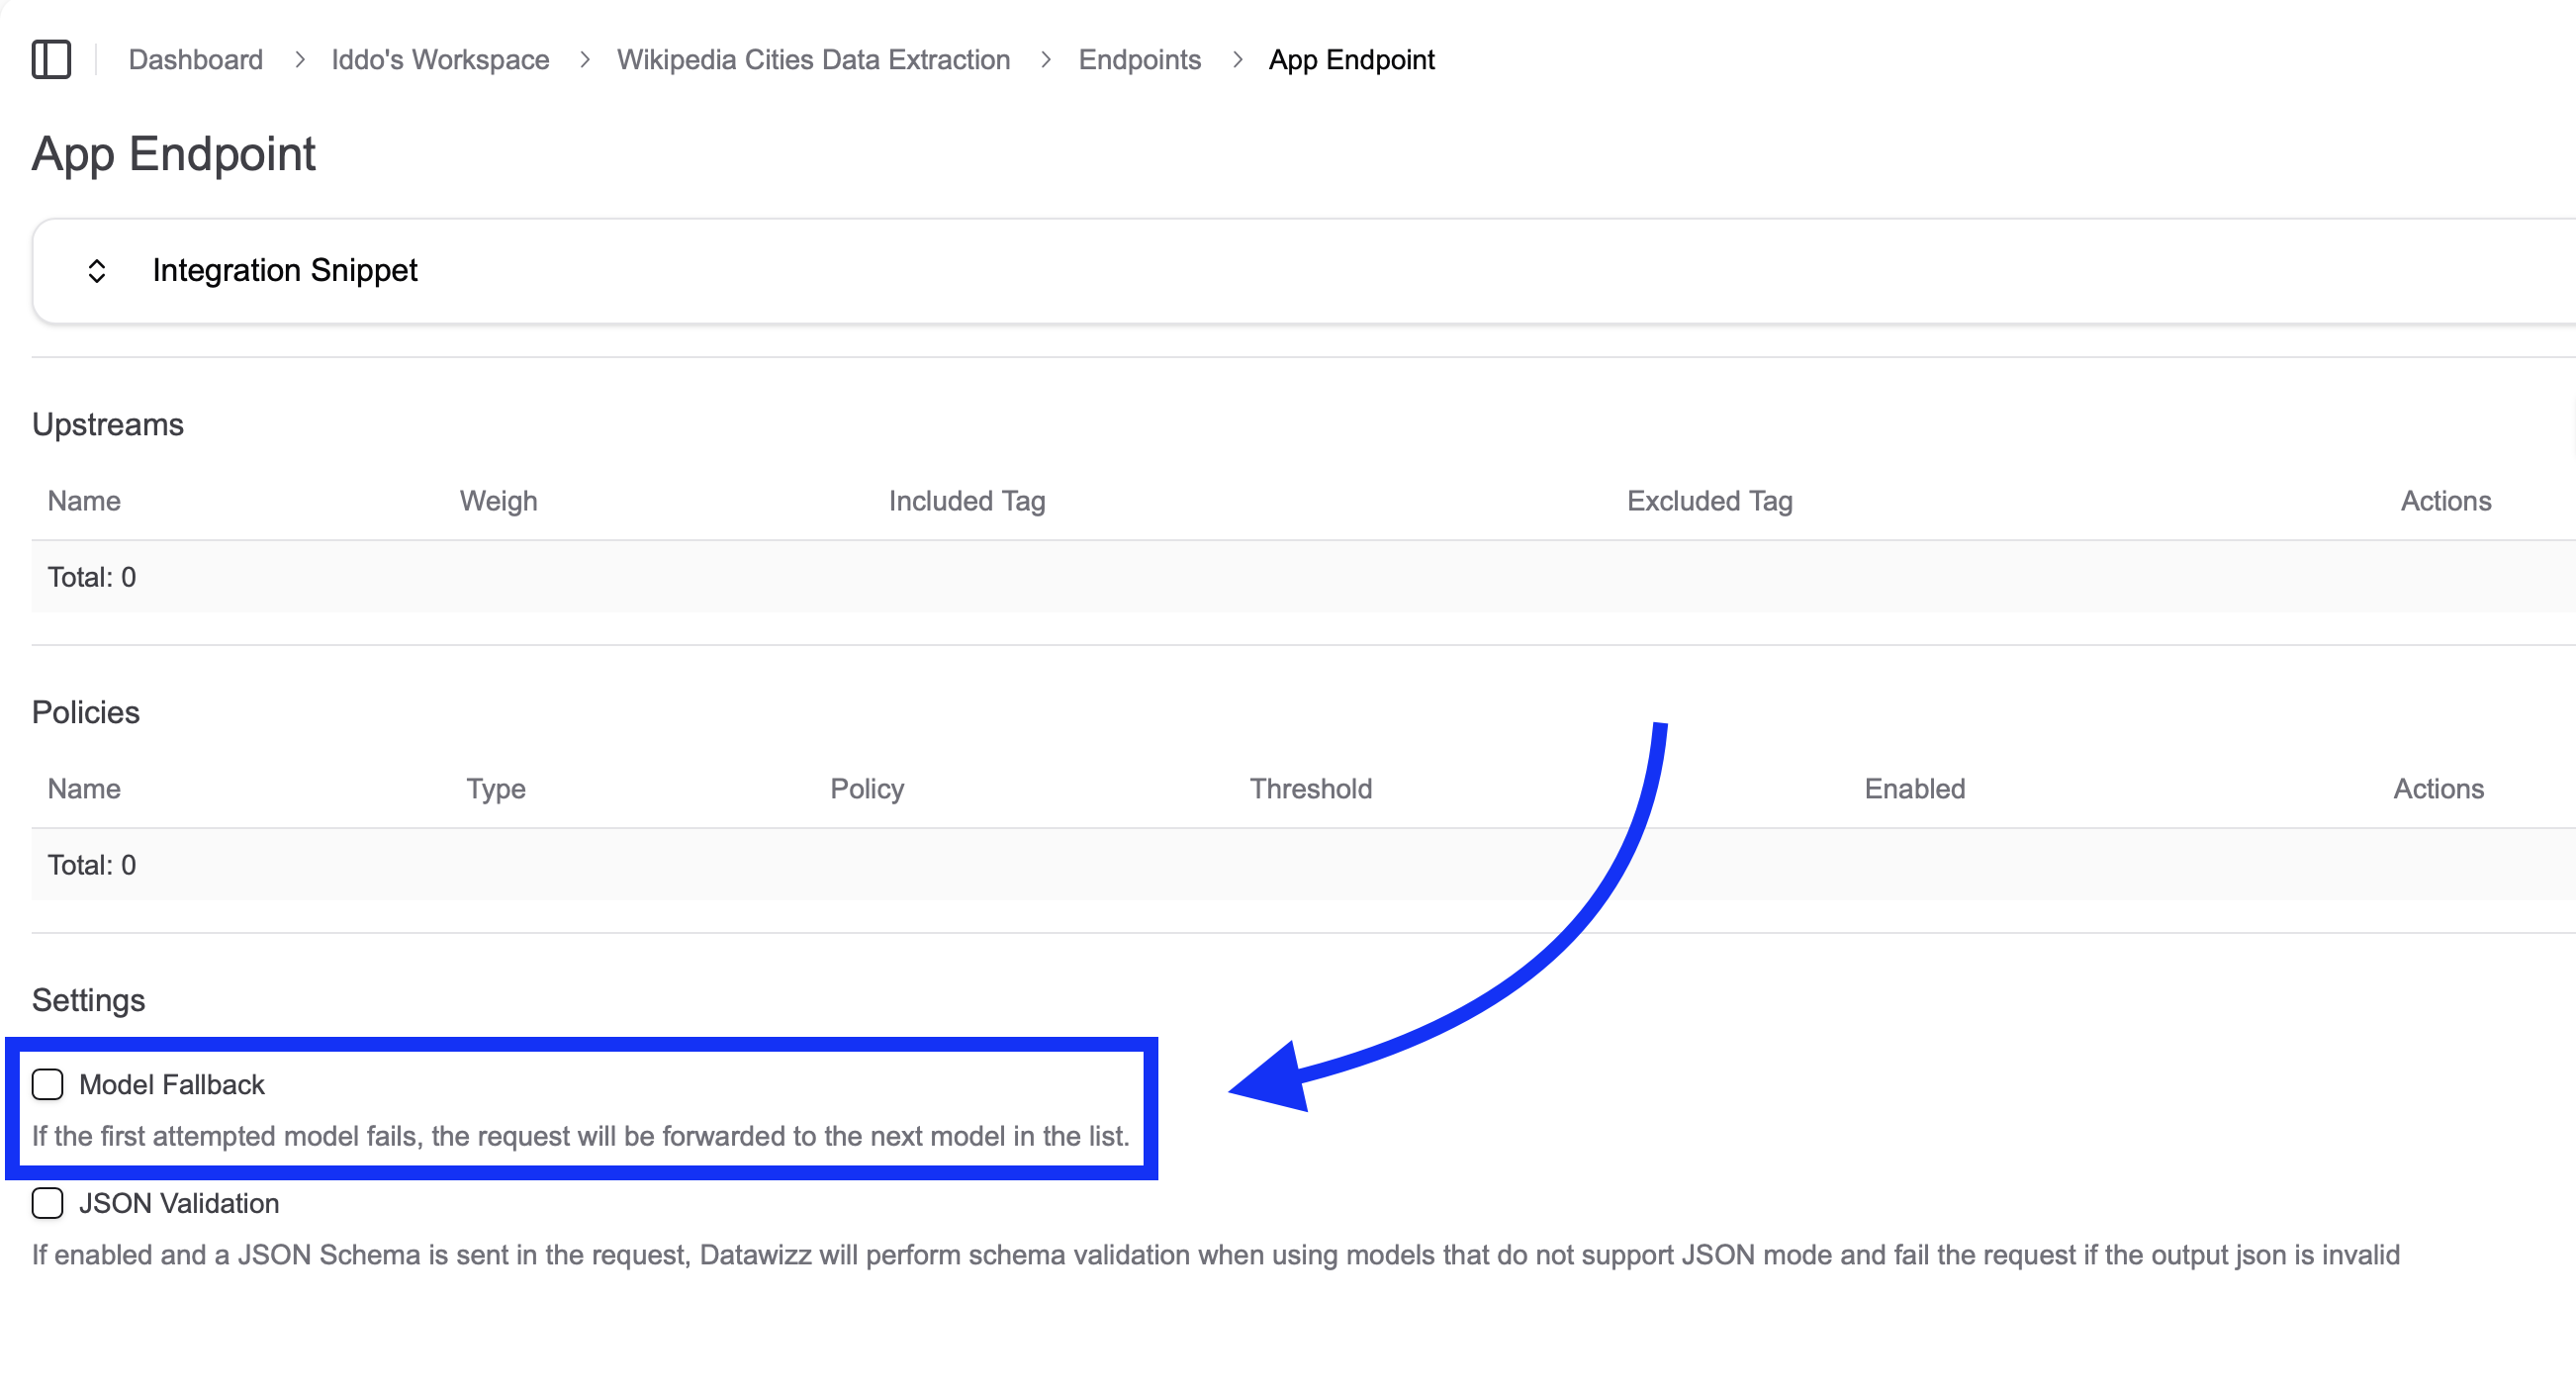 Dashboard > Iddo's Workspace > Wikipedia Cities Data Extraction > Endpoints > App Endpoint
App Endpoint
Integration Snippet
Upstreams
Name Weigh Included Tag Excluded Tag Actions
Total: 0
Policies
Name Type Policy Threshold Enabled Actions
Total: 0
Settings
Model Fallback
If the first attempted model fails, the request will be forwarded to the next model in the list.
JSON Validation
If enabled and a JSON Schema is sent in the request, Datawizz will perform schema validation when using models that do not support JSON mode and fail the request if the output json is invalid